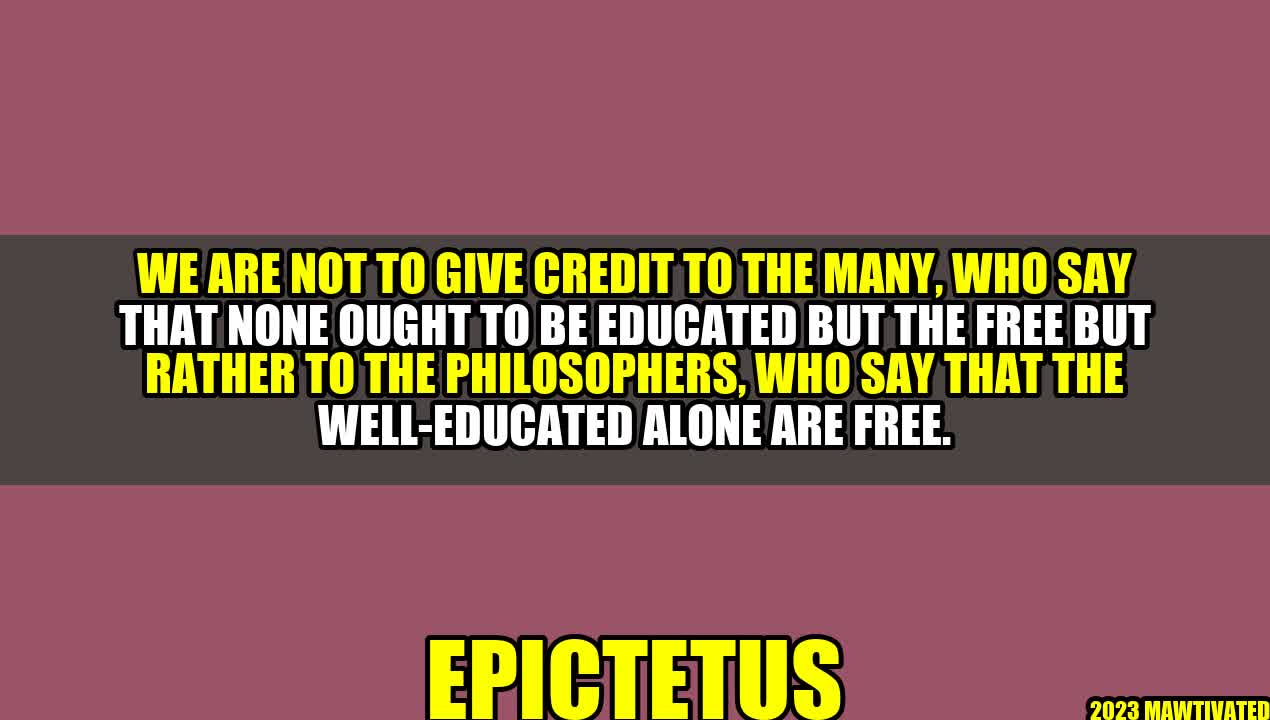 WE ARE NOT TO GIVE CREDIT TO THE MANY, WHO SAY
THAT NONE OUGHT TO BE EDUCATED BUT THE FREE BUT
RATHER TO THE PHILOSOPHERS, WHO SAY THAT THE
WELL-EDUCATED ALONE ARE FREE.
EPICTETUS
2023 MAWTIVATED